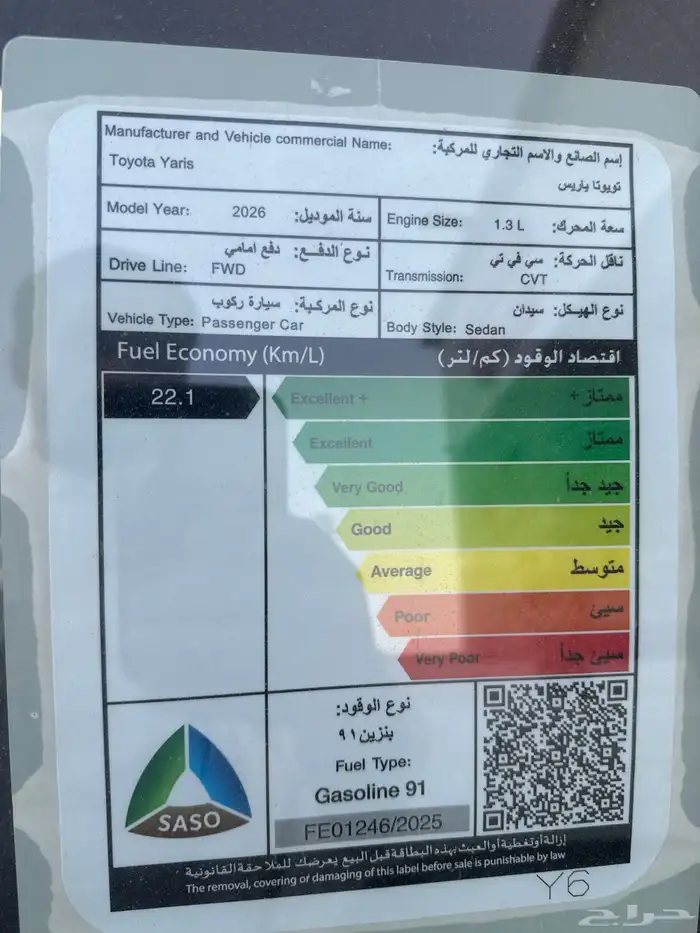 Manufacturer and Vehicle commercial Name:
إسم الصانع والاسم التجاري للمركبة:
Toyota Yaris
تويوتا ياريس
Model Year: 2026 سنة الموديل:
Engine Size: 1.3 L سعة المحرك:
نوع الدفع: دفع امامي
Drive Line: FWD
ناقل الحركة: سي في تي
Transmission: CVT
نوع المركبة: سيارة ركوب
Vehicle Type: Passenger Car
نوع الهيكل: سيدان
Body Style: Sedan
Fuel Economy (Km/L)
اقتصاد الوقود (كم/لتر)
22.1
Excellent + ممتاز +
Excellent ممتاز
Very Good جيد جداً
Good جيد
Average متوسط
Poor سيئ
Very Poor سيئ جداً
SASO
نوع الوقود:
بنزين ٩١
Fuel Type:
Gasoline 91
FE01246/2025
إزالة أو تغطية أو العبث بهذه البطاقة قبل البيع يعرضك للملاحقة القانونية
The removal, covering or damaging of this label before sale is punishable by law
Y6
حراج